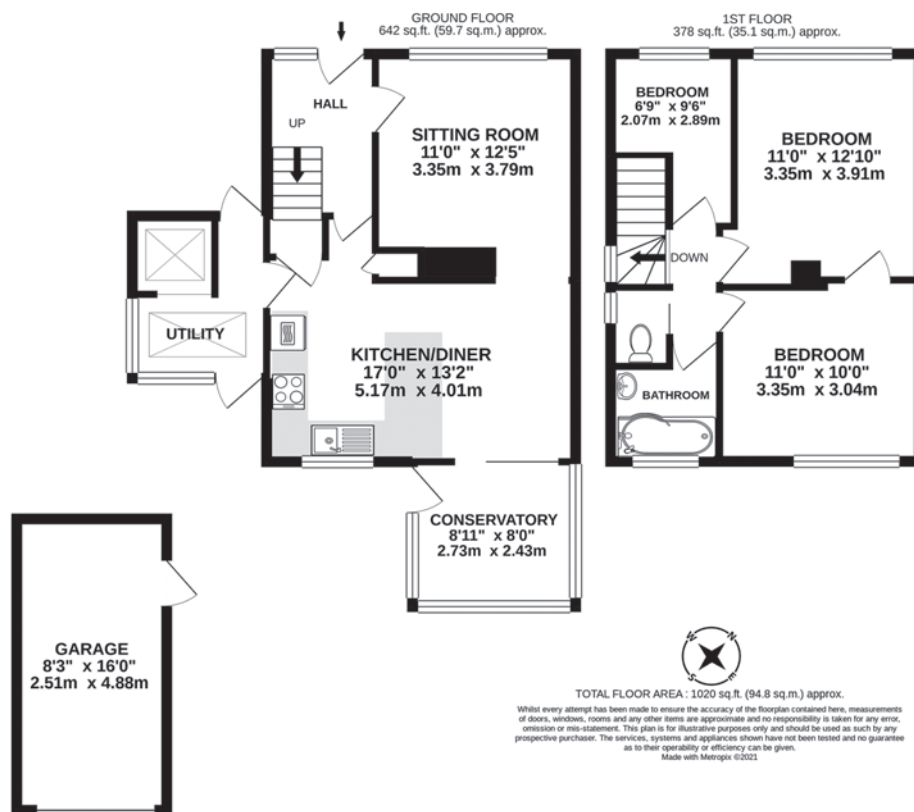 GROUND FLOOR
642 sq.ft. (59.7 sq.m.) approx.
HALL
UP
SITTING ROOM
11'0" x 12'5"
3.35m x 3.79m
UTILITY
KITCHEN/DINER
17'0" x 13'2"
5.17m x 4.01m
CONSERVATORY
8'11" x 8'0"
2.73m x 2.43m
GARAGE
8'3" x 16'0"
2.51m x 4.88m
1ST FLOOR
378 sq.ft. (35.1 sq.m.) approx.
BEDROOM
6'9" x 9'6"
2.07m x 2.89m
BEDROOM
11'0" x 12'10"
3.35m x 3.91m
DOWN
BEDROOM
11'0" x 10'0"
3.35m x 3.04m
BATHROOM
W
N
S
E
TOTAL FLOOR AREA : 1020 sq.ft. (94.8 sq.m.) approx.
Whilst every attempt has been made to ensure the accuracy of the floorplan contained here, measurements
of doors, windows, rooms and any other items are approximate and no responsibility is taken for any error,
omission or mis-statement. This plan is for illustrative purposes only and should be used as such by any
prospective purchaser. The services, systems and appliances shown have not been tested and no guarantee
as to their operability or efficiency can be given.
Made with Metropix ©2021